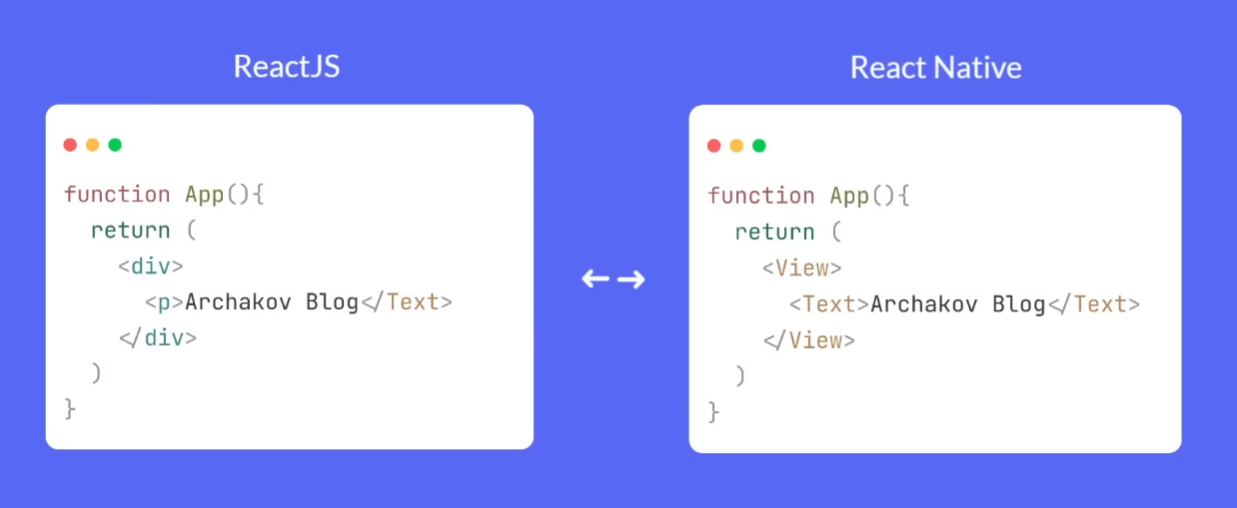 ReactJS
function App(){
  return (
    <div>
      <p>Archakov Blog</Text>
    </div>
  )
}
React Native
function App(){
  return (
    <View>
      <Text>Archakov Blog</Text>
    </View>
  )
}